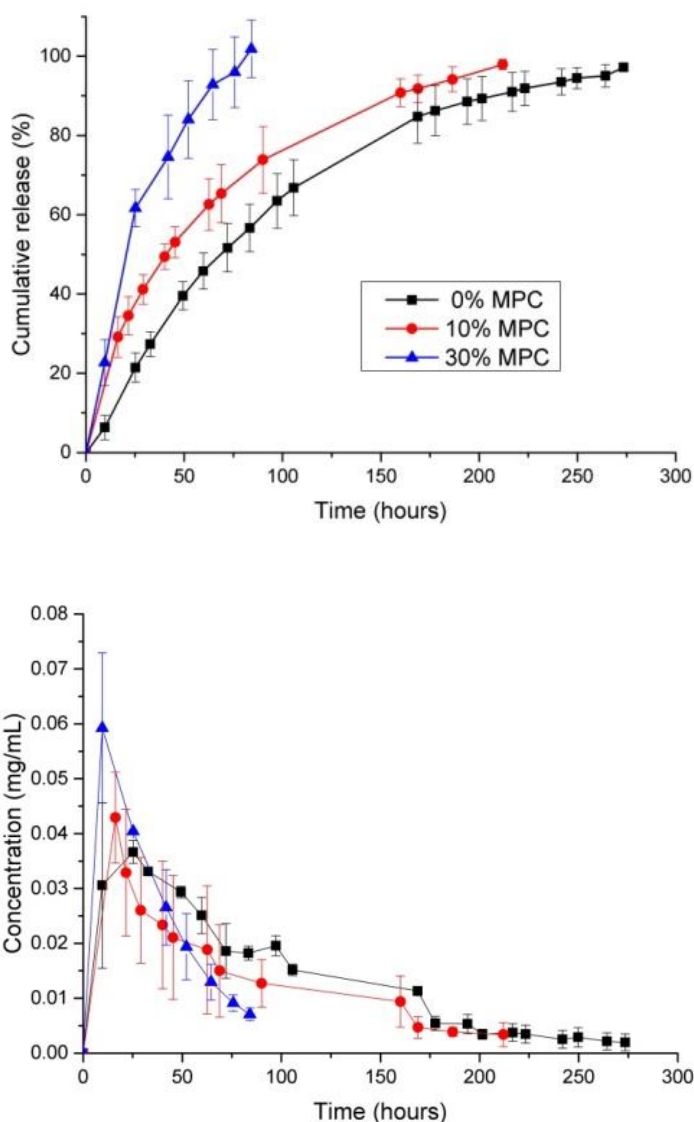 Cumulative release (%)
100
80
60
40
20
0
0% MPC
10% MPC
30% MPC
0 50 100 150 200 250 300
Time (hours)
Concentration (mg/mL)
0.08
0.07
0.06
0.05
0.04
0.03
0.02
0.01
0.00
0 50 100 150 200 250 300
Time (hours)